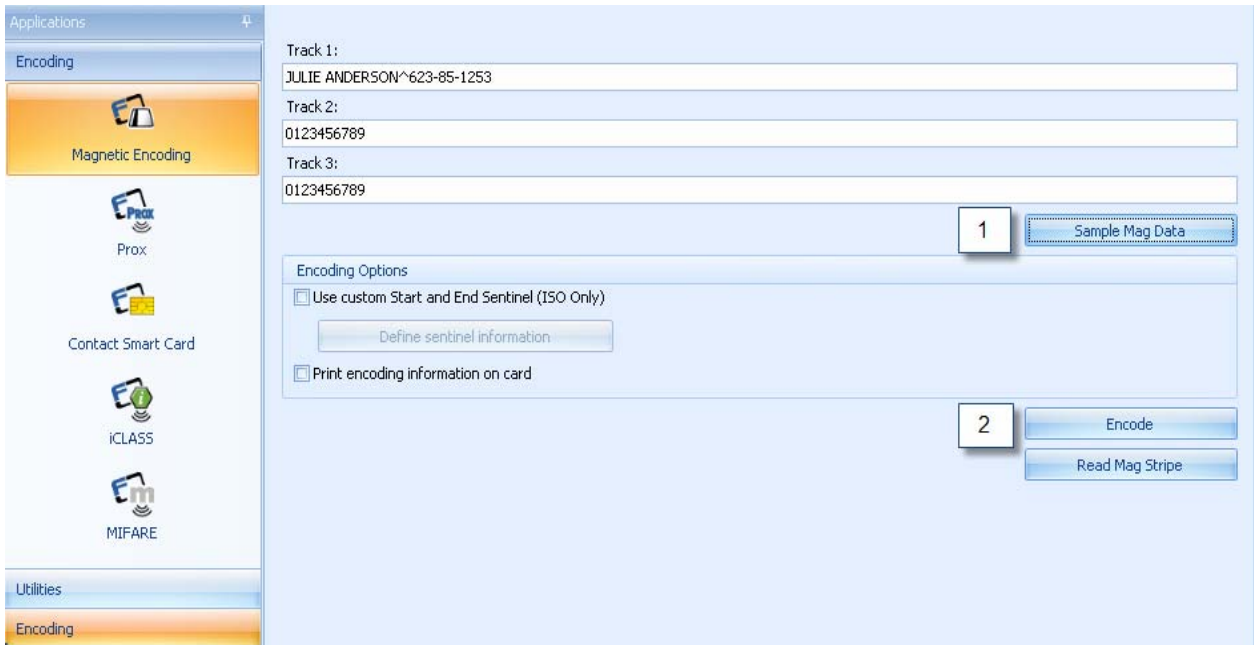 Applications
Encoding
Magnetic Encoding
PROX
Prox
Contact Smart Card
i
iCLASS
m
MIFARE
Utilities
Encoding
Track 1:
JULIE ANDERSON^623-85-1253
Track 2:
0123456789
Track 3:
0123456789
1
Sample Mag Data
Encoding Options
Use custom Start and End Sentinel (ISO Only)
Define sentinel information
Print encoding information on card
2
Encode
Read Mag Stripe